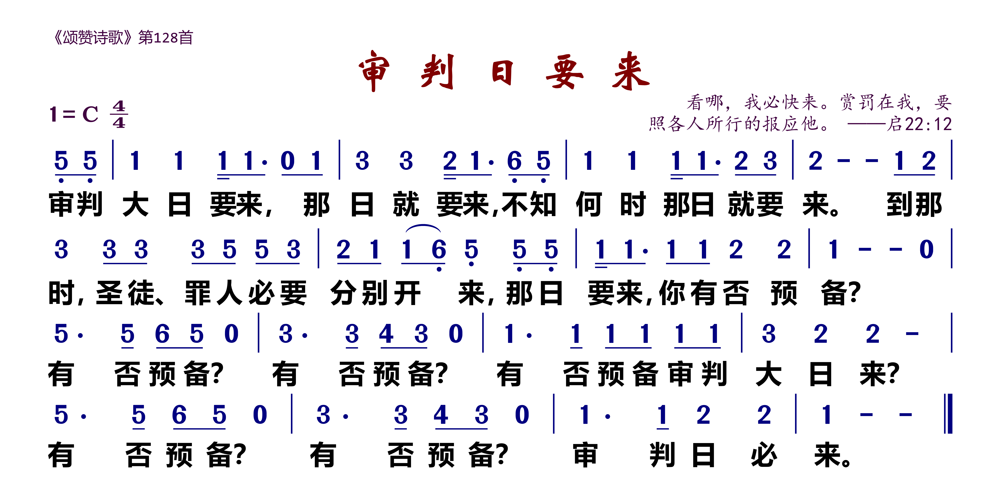 《颂赞诗歌》第128首
审判日要来
1=C 4/4
看哪，我必快来。赏罚在我，要
照各人所行的报应他。 ——启22:12
5 5 | 1 1 1 1· 0 1 | 3 3 2 1· 6 5 | 1 1 1 1· 2 3 | 2 - - 1 2 |
审判 大 日 要来, 那 日 就 要来,不知 何 时 那日 就要 来。 到那
3 3 3 3 5 5 3 | 2 1 1 6 5 5 5 | 1 1· 1 1 2 2 | 1 - - 0 |
时, 圣徒、罪人必要 分别开 来, 那日 要来,你有否 预 备?
5· 5 6 5 0 | 3· 3 4 3 0 | 1· 1 1 1 1 1 | 3 2 2 - |
有 否预备? 有 否预备? 有 否预备审判 大 日 来?
5· 5 6 5 0 | 3· 3 4 3 0 | 1· 1 2 2 | 1 - - ‖
有 否预备? 有 否预备? 审 判日 必 来。